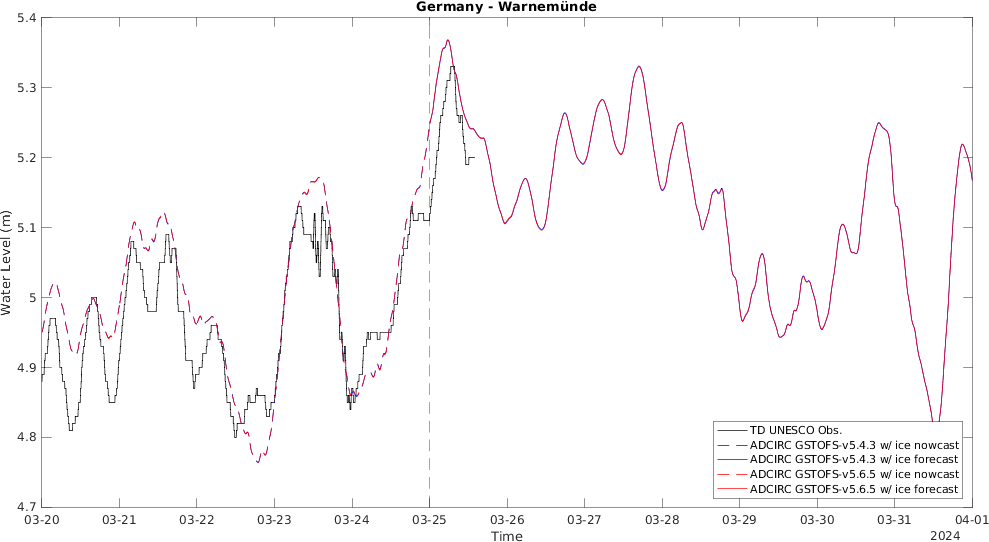 Germany - Warnemünde
5.4
5.3
5.2
5.1
5
4.9
4.8
4.7
Water Level (m)
03-20 03-21 03-22 03-23 03-24 03-25 03-26 03-27 03-28 03-29 03-30 03-31 04-01
Time
2024
TD UNESCO Obs.
ADCIRC GSTOFS-v5.4.3 w/ ice nowcast
ADCIRC GSTOFS-v5.4.3 w/ ice forecast
ADCIRC GSTOFS-v5.6.5 w/ ice nowcast
ADCIRC GSTOFS-v5.6.5 w/ ice forecast